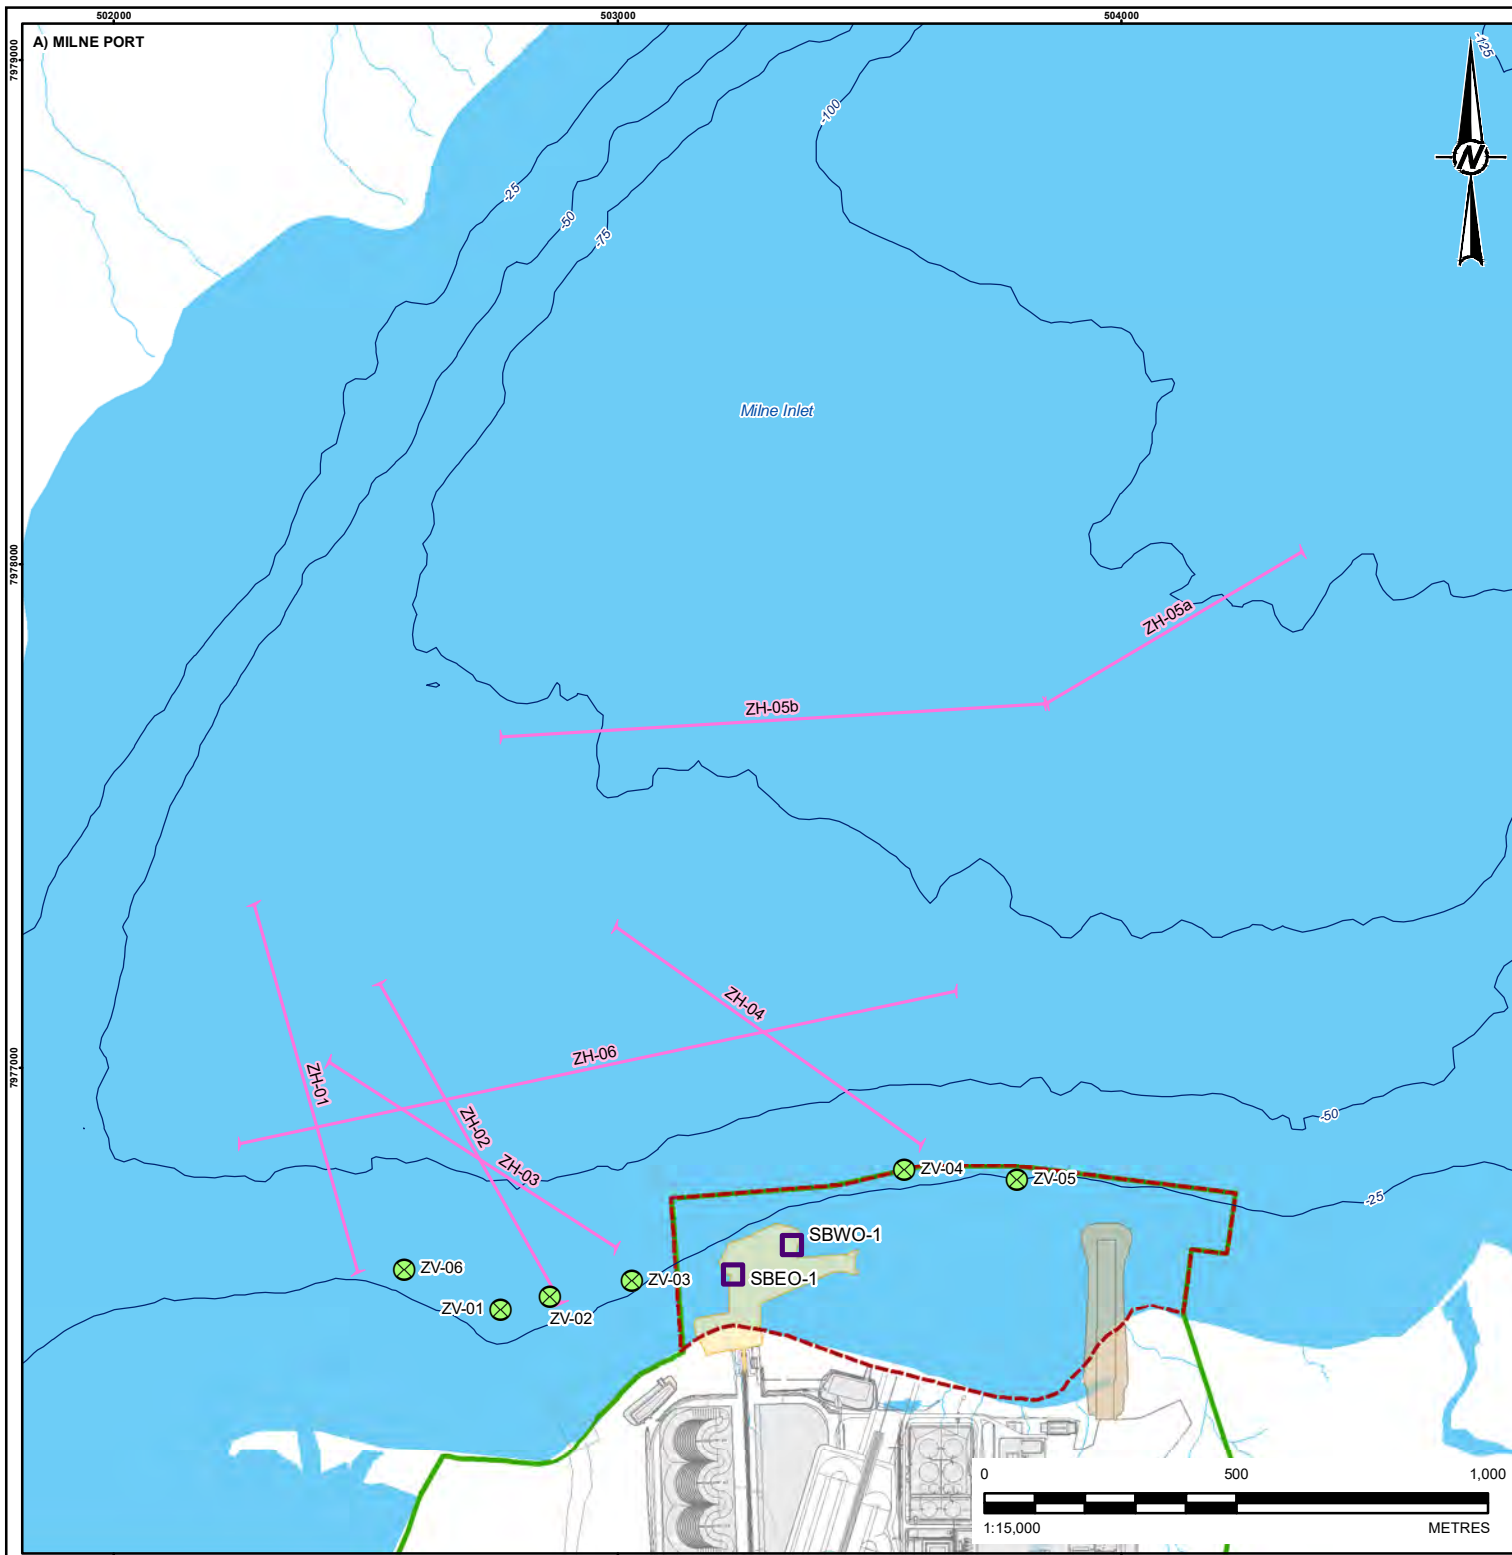 502000
503000
504000
A) MILNE PORT
7979000
-125
-100
N
-25
-50
-75
Milne Inlet
7978000
ZH-05a
ZH-05b
ZH-04
ZH-06
7977000
ZH-01
ZH-02
-50
ZH-03
ZV-04
ZV-05
-25
SBWO-1
ZV-06
SBEO-1
ZV-03
ZV-01
ZV-02
0 500 1,000
1:15,000 METRES